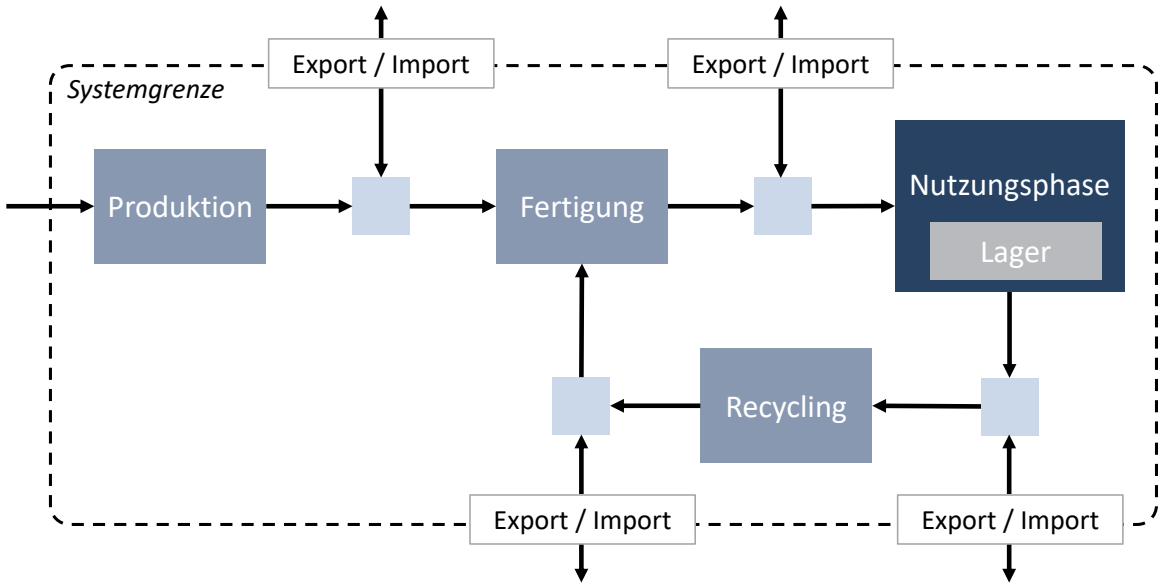 Export / Import
Export / Import
Systemgrenze
Produktion
Fertigung
Nutzungsphase
Lager
Recycling
Export / Import
Export / Import